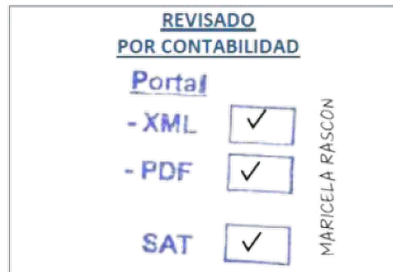 REVISADO
POR CONTABILIDAD
Portal
- XML ✓
- PDF ✓
SAT ✓
MARICELA RASCON